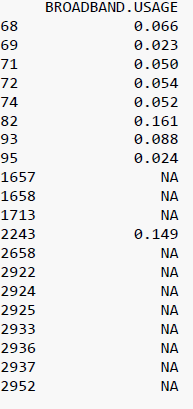 BROADBAND.USAGE
68 0.066
69 0.023
71 0.050
72 0.054
74 0.052
82 0.161
93 0.088
95 0.024
1657 NA
1658 NA
1713 NA
2243 0.149
2658 NA
2922 NA
2924 NA
2925 NA
2933 NA
2936 NA
2937 NA
2952 NA